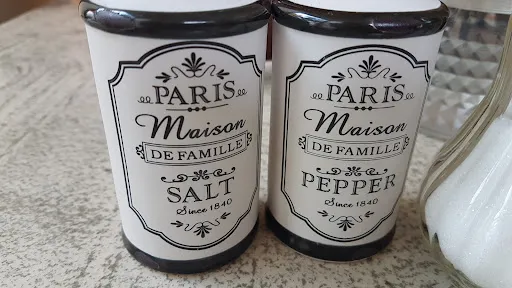 PARIS
Maison
DE FAMILLE
SALT
Since 1840
PARIS
Maison
DE FAMILLE
PEPPER
Since 1840